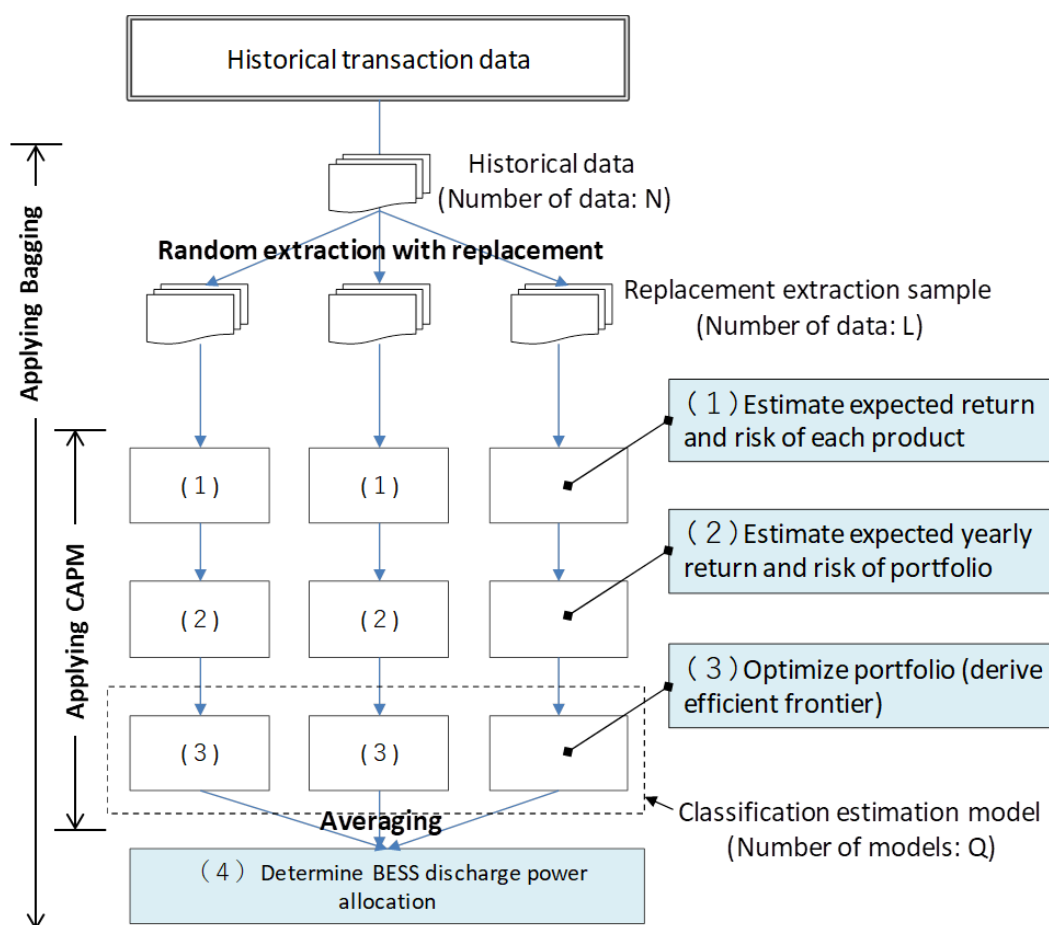 Historical transaction data
Historical data
(Number of data: N)
Random extraction with replacement
Replacement extraction sample
(Number of data: L)
Applying Bagging
Applying CAPM
(1)
(1)
(1)Estimate expected return
and risk of each product
(2)
(2)
(2)Estimate expected yearly
return and risk of portfolio
(3)
(3)
(3)Optimize portfolio (derive
efficient frontier)
Averaging
Classification estimation model
(Number of models: Q)
(4) Determine BESS discharge power
allocation